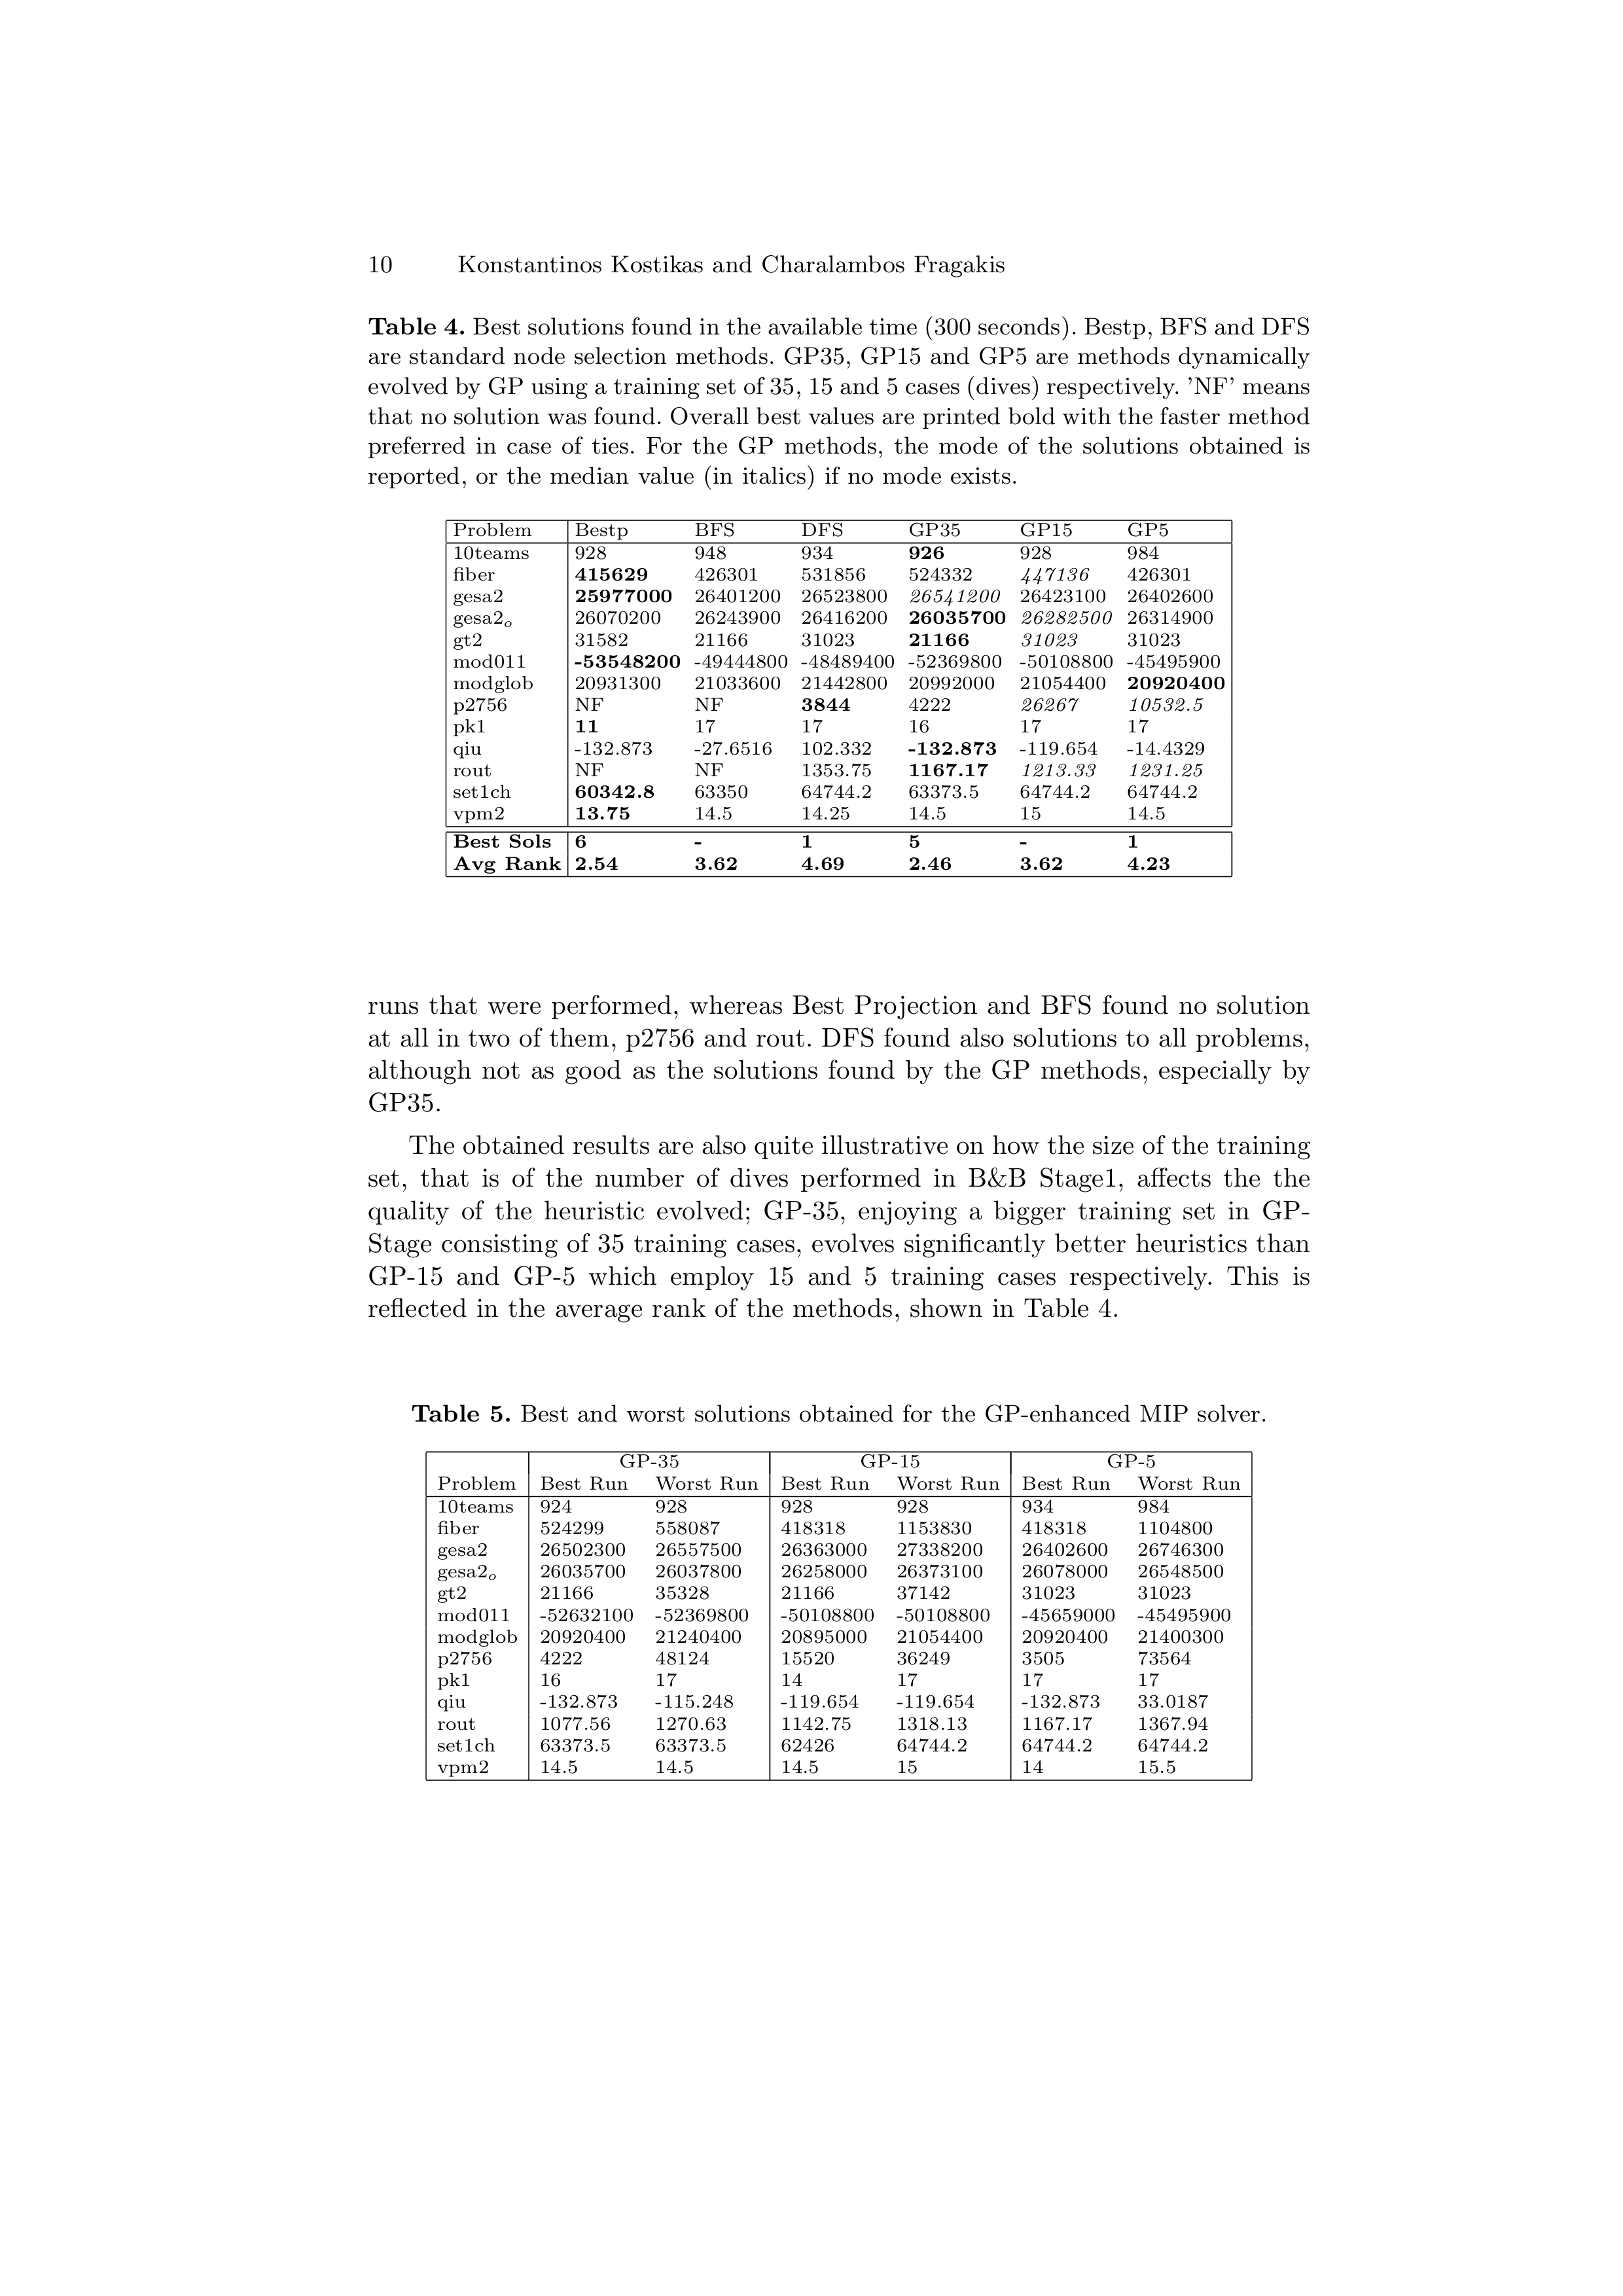 10 Konstantinos Kostikas and Charalambos Fragakis
Table 4. Best solutions found in the available time (300 seconds). Bestp, BFS and DFS
are standard node selection methods. GP35, GP15 and GP5 are methods dynamically
evolved by GP using a training set of 35, 15 and 5 cases (dives) respectively. 'NF' means
that no solution was found. Overall best values are printed bold with the faster method
preferred in case of ties. For the GP methods, the mode of the solutions obtained is
reported, or the median value (in italics) if no mode exists.
Problem Bestp BFS DFS GP35 GP15 GP5
10teams 928 948 934 926 928 984
fiber 415629 426301 531856 524332 447136 426301
gesa2 25977000 26401200 26523800 26541200 26423100 26402600
gesa2o 26070200 26243900 26416200 26035700 26282500 26314900
gt2 31582 21166 31023 21166 31023 31023
mod011 -53548200 -49444800 -48489400 -52369800 -50108800 -45495900
modglob 20931300 21033600 21442800 20992000 21054400 20920400
p2756 NF NF 3844 4222 26267 10532.5
pk1 11 17 17 16 17 17
qiu -132.873 -27.6516 102.332 -132.873 -119.654 -14.4329
rout NF NF 1353.75 1167.17 1213.33 1231.25
set1ch 60342.8 63350 64744.2 63373.5 64744.2 64744.2
vpm2 13.75 14.5 14.25 14.5 15 14.5
Best Sols 6 - 1 5 - 1
Avg Rank 2.54 3.62 4.69 2.46 3.62 4.23
runs that were performed, whereas Best Projection and BFS found no solution
at all in two of them, p2756 and rout. DFS found also solutions to all problems,
although not as good as the solutions found by the GP methods, especially by
GP35.
The obtained results are also quite illustrative on how the size of the training
set, that is of the number of dives performed in B&B Stage1, affects the the
quality of the heuristic evolved; GP-35, enjoying a bigger training set in GP-
Stage consisting of 35 training cases, evolves significantly better heuristics than
GP-15 and GP-5 which employ 15 and 5 training cases respectively. This is
reflected in the average rank of the methods, shown in Table 4.
Table 5. Best and worst solutions obtained for the GP-enhanced MIP solver.
GP-35 GP-15 GP-5
Problem Best Run Worst Run Best Run Worst Run Best Run Worst Run
10teams 924 928 928 928 934 984
fiber 524299 558087 418318 1153830 418318 1104800
gesa2 26502300 26557500 26363000 27338200 26402600 26746300
gesa2o 26035700 26037800 26258000 26373100 26078000 26548500
gt2 21166 35328 21166 37142 31023 31023
mod011 -52632100 -52369800 -50108800 -50108800 -45659000 -45495900
modglob 20920400 21240400 20895000 21054400 20920400 21400300
p2756 4222 48124 15520 36249 3505 73564
pk1 16 17 14 17 17 17
qiu -132.873 -115.248 -119.654 -119.654 -132.873 33.0187
rout 1077.56 1270.63 1142.75 1318.13 1167.17 1367.94
set1ch 63373.5 63373.5 62426 64744.2 64744.2 64744.2
vpm2 14.5 14.5 14.5 15 14 15.5